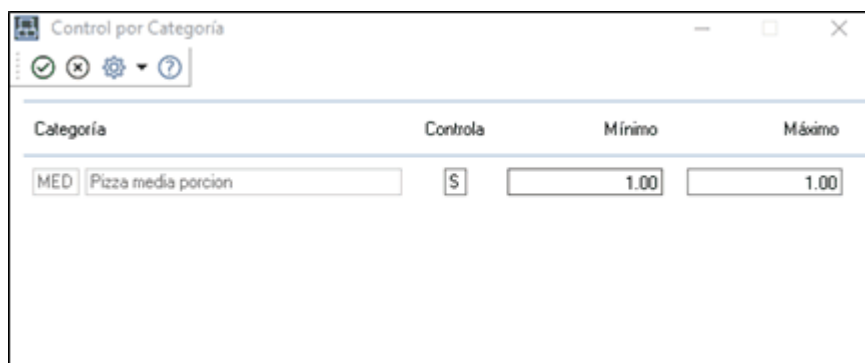 Control por Categoría
Categoría Controla Mínimo Máximo
MED Pizza media porcion S 1.00 1.00